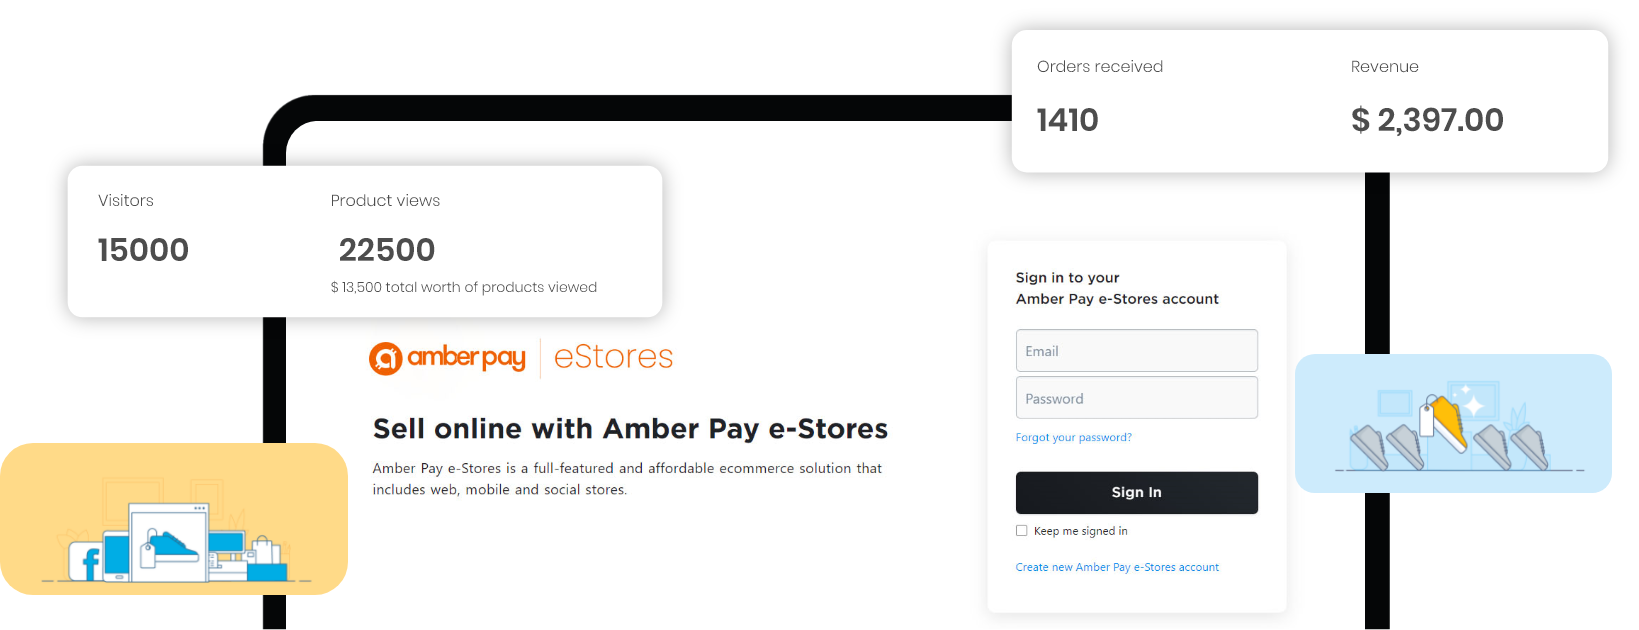 Orders received
Revenue
1410
$ 2,397.00
Visitors
Product views
15000
22500
$ 13,500 total worth of products viewed
amber pay
eStores
Sell online with Amber Pay e-Stores
Amber Pay e-Stores is a full-featured and affordable ecommerce solution that
includes web, mobile and social stores.
Sign in to your
Amber Pay e-Stores account
Email
Password
Forgot your password?
Sign In
Keep me signed in
Create new Amber Pay e-Stores account
f